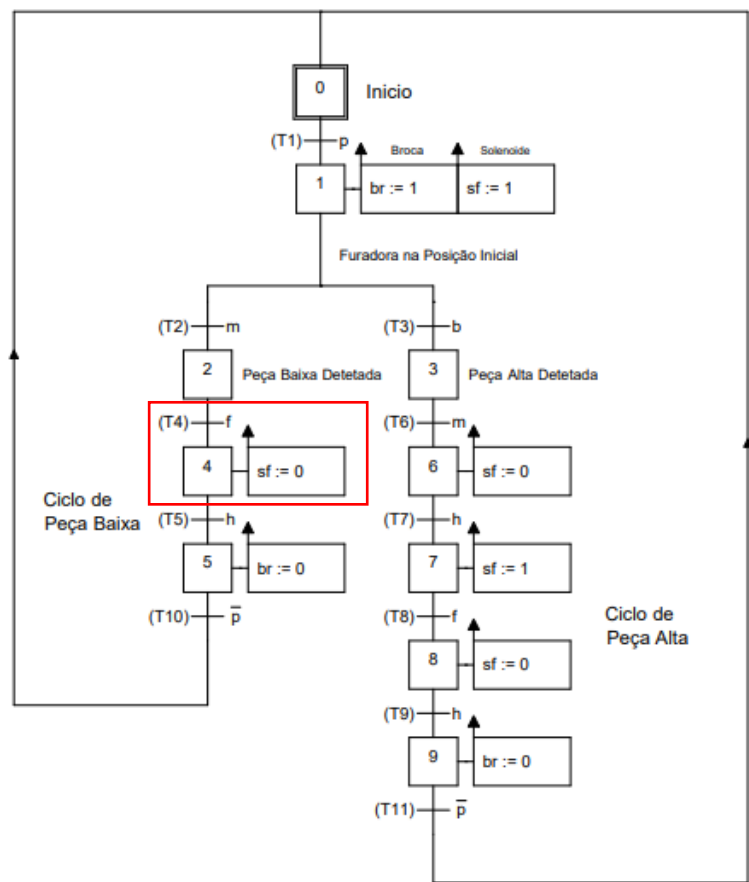 0
Inicio
(T1) p
Broca
Solenoide
1
br := 1
sf := 1
Furadora na Posição Inicial
(T2) m
(T3) b
2
Peça Baixa Detetada
3
Peça Alta Detetada
(T4) f
(T6) m
4
sf := 0
6
sf := 0
Ciclo de
Peça Baixa
(T5) h
(T7) h
5
br := 0
7
sf := 1
(T10) p̅
(T8) f
Ciclo de
Peça Alta
8
sf := 0
(T9) h
9
br := 0
(T11) p̅